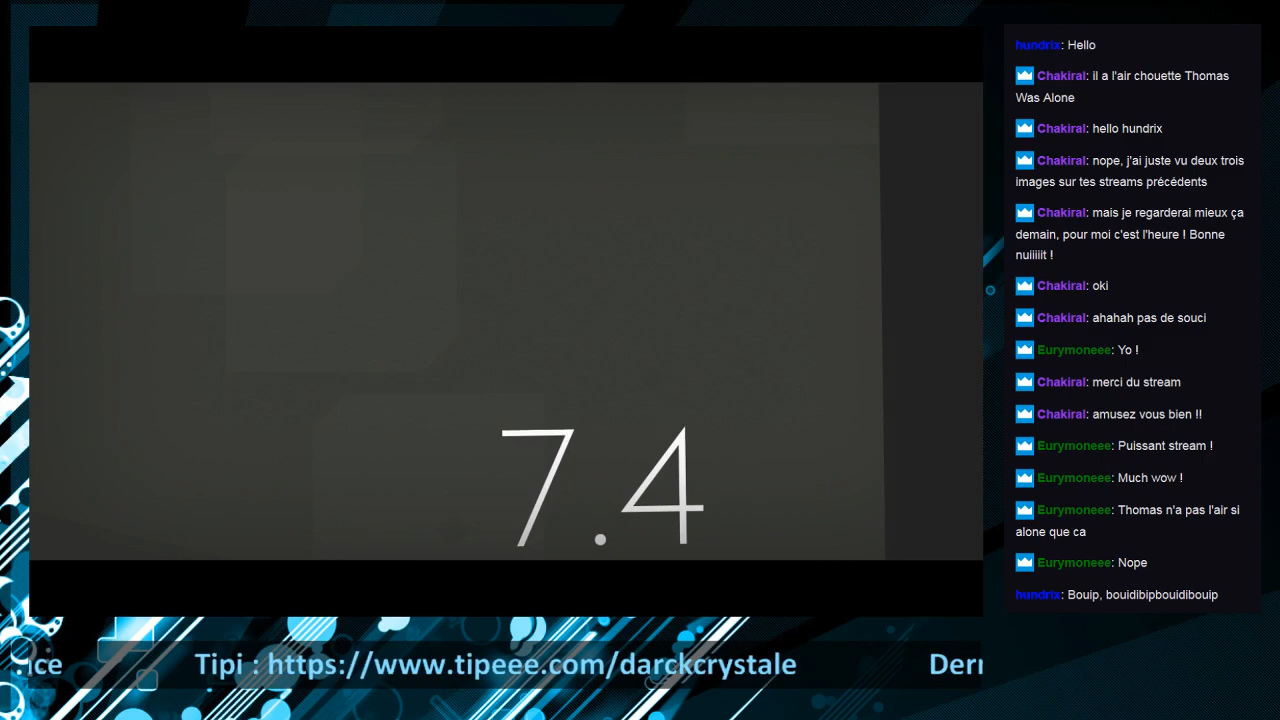 7.4
hundrix: Hello
Chakiral: il a l'air chouette Thomas
Was Alone
Chakiral: hello hundrix
Chakiral: nope, j'ai juste vu deux trois
images sur tes streams précédents
Chakiral: mais je regarderai mieux ça
demain, pour moi c'est l'heure ! Bonne
nuiiiiit !
Chakiral: oki
Chakiral: ahahah pas de souci
Eurymoneee: Yo !
Chakiral: merci du stream
Chakiral: amusez vous bien !!
Eurymoneee: Puissant stream !
Eurymoneee: Much wow !
Eurymoneee: Thomas n'a pas l'air si
alone que ca
Eurymoneee: Nope
hundrix: Bouip, bouidibipbouidibouip
ice Tipi : https://www.tipeee.com/darckcrystale Derr